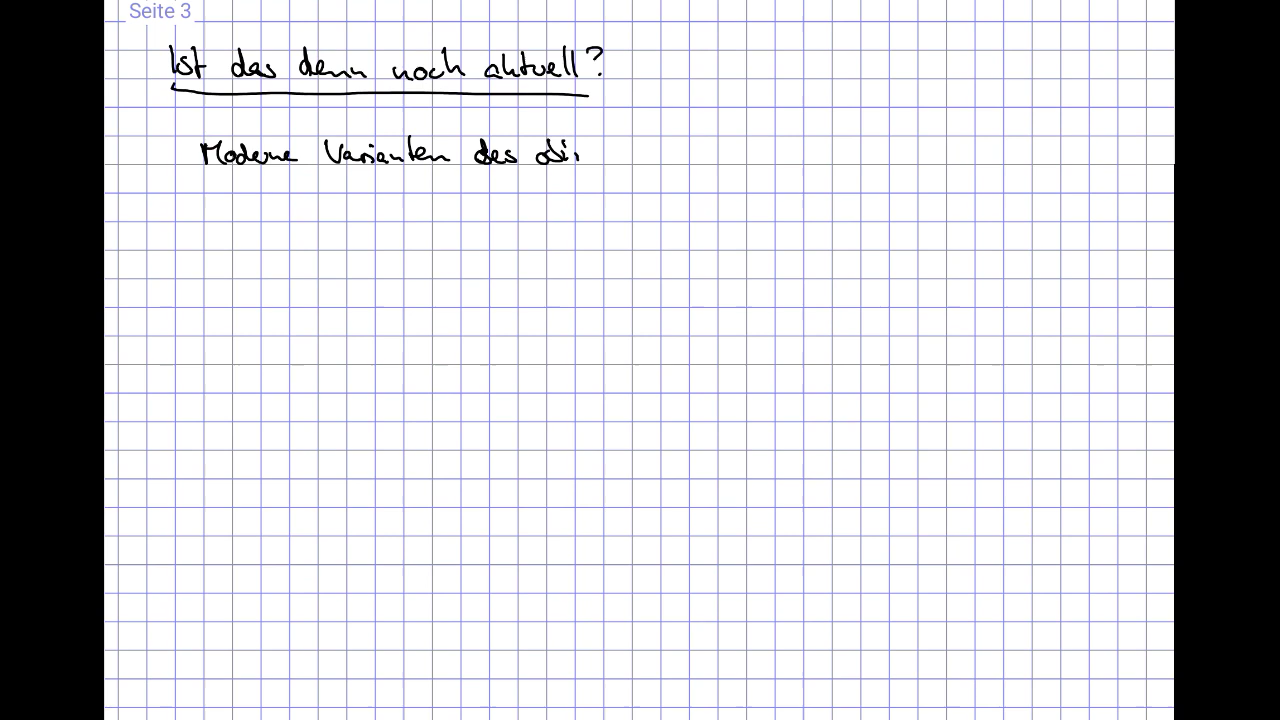 Seite 3
Ist das denn noch aktuell?
Moderne Varianten des